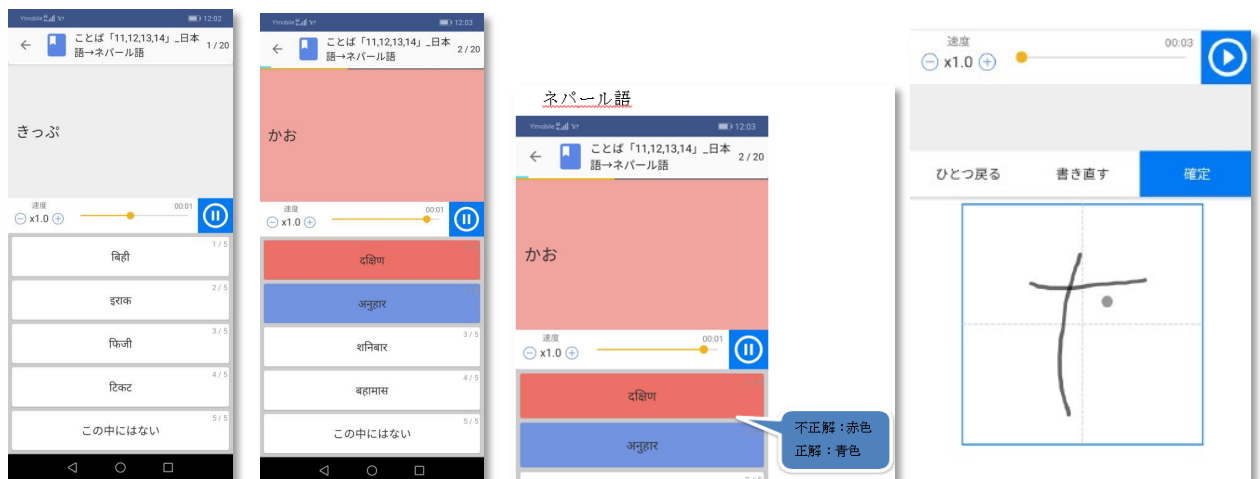 Y!mobile 12:02
ことば「11,12,13,14」_日本
語→ネパール語
1 / 20
きっぷ
速度
x1.0
00:01
1 / 5
बिही
2 / 5
इराक
3 / 5
फिजी
4 / 5
टिकट
5 / 5
この中にはない
Y!mobile 12:03
ことば「11,12,13,14」_日本
語→ネパール語
2 / 20
かお
速度
x1.0
00:01
दक्षिण
अनुहार
3 / 5
शनिबार
4 / 5
बहामास
5 / 5
この中にはない
ネパール語
Y!mobile 12:03
ことば「11,12,13,14」_日本
語→ネパール語
2 / 20
かお
速度
x1.0
00:01
दक्षिण
अनुहार
不正解：赤色
正解：青色
速度
x1.0
00:03
ひとつ戻る
書き直す
確定